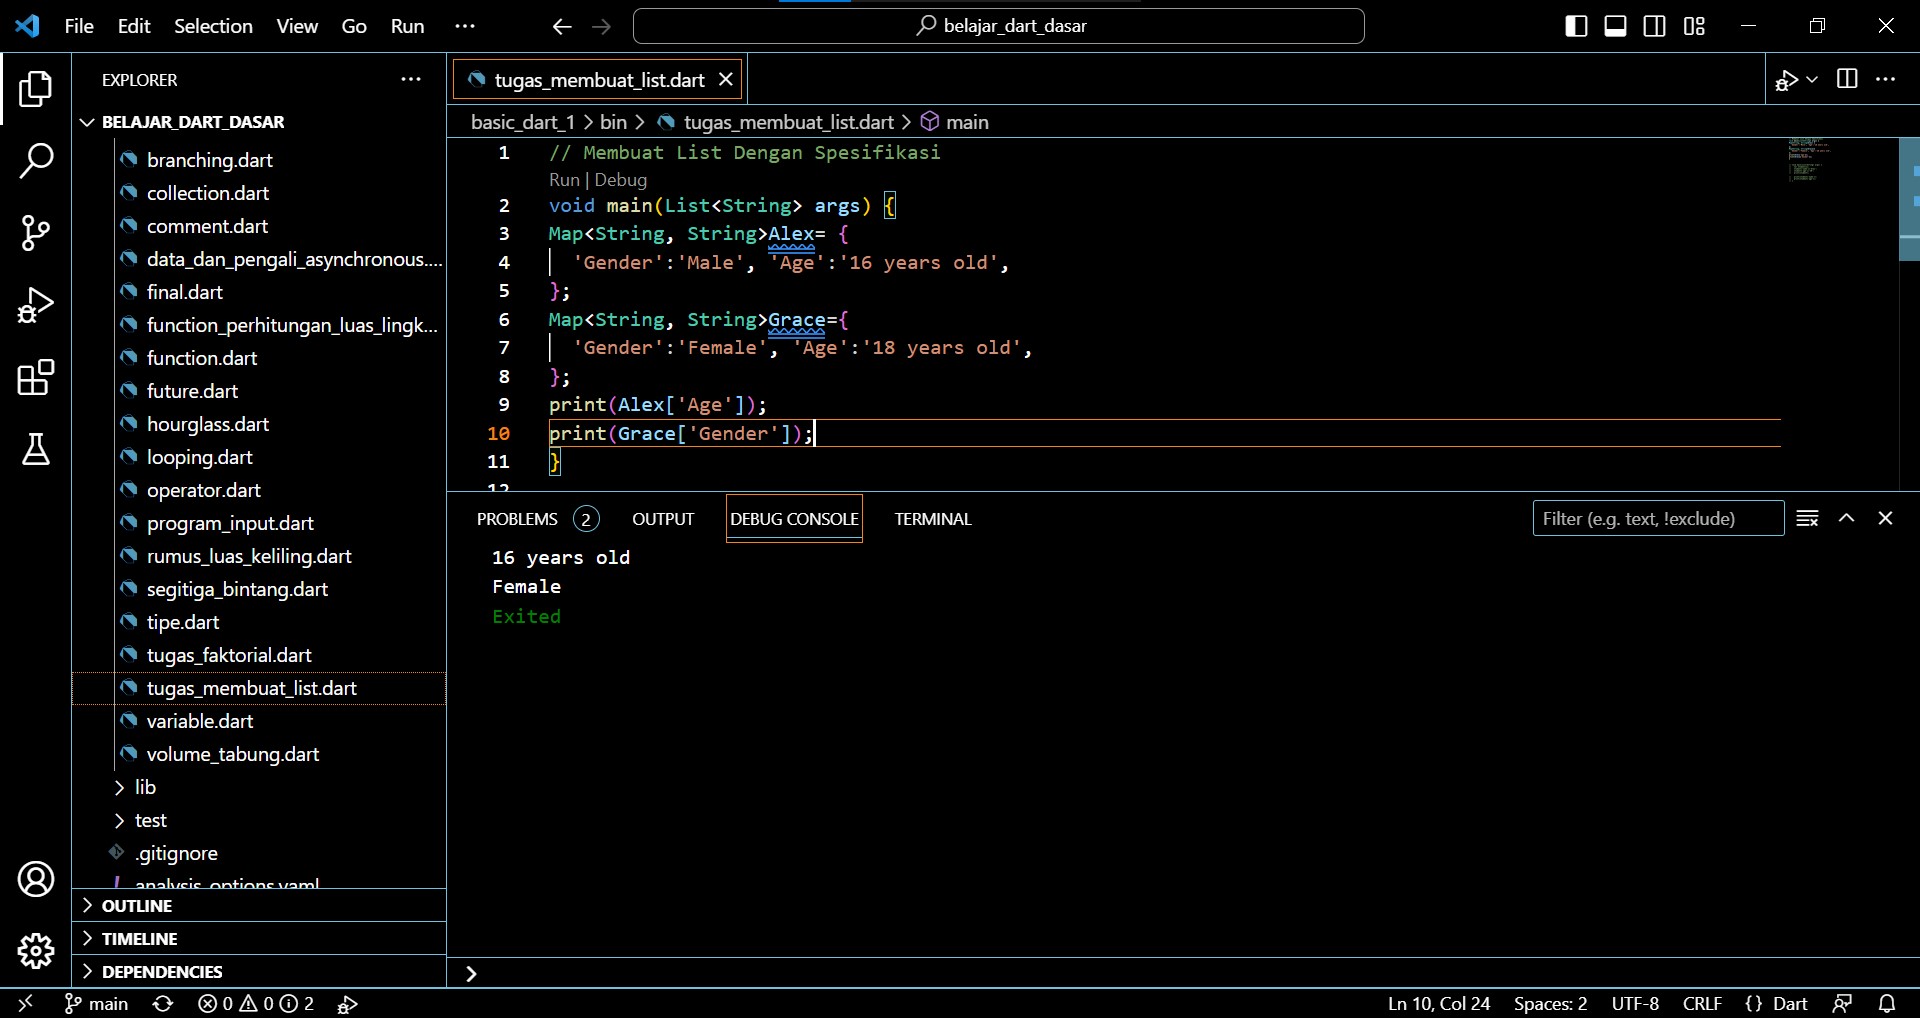 File Edit Selection View Go Run ··· belajar_dart_dasar
EXPLORER ···
BELAJAR_DART_DASAR
branching.dart
collection.dart
comment.dart
data_dan_pengali_asynchronous....
final.dart
function_perhitungan_luas_lingk...
function.dart
future.dart
hourglass.dart
looping.dart
operator.dart
program_input.dart
rumus_luas_keliling.dart
segitiga_bintang.dart
tipe.dart
tugas_faktorial.dart
tugas_membuat_list.dart
variable.dart
volume_tabung.dart
lib
test
.gitignore
! analysis_options.yaml
OUTLINE
TIMELINE
DEPENDENCIES
tugas_membuat_list.dart
basic_dart_1 > bin > tugas_membuat_list.dart > main
1 // Membuat List Dengan Spesifikasi
Run | Debug
2 void main(List<String> args) {
3 Map<String, String>Alex= {
4 'Gender':'Male', 'Age':'16 years old',
5 };
6 Map<String, String>Grace={
7 'Gender':'Female', 'Age':'18 years old',
8 };
9 print(Alex['Age']);
10 print(Grace['Gender']);
11 }
12
PROBLEMS 2 OUTPUT DEBUG CONSOLE TERMINAL Filter (e.g. text, !exclude)
16 years old
Female
Exited
main 0 0 2 Ln 10, Col 24 Spaces: 2 UTF-8 CRLF {} Dart